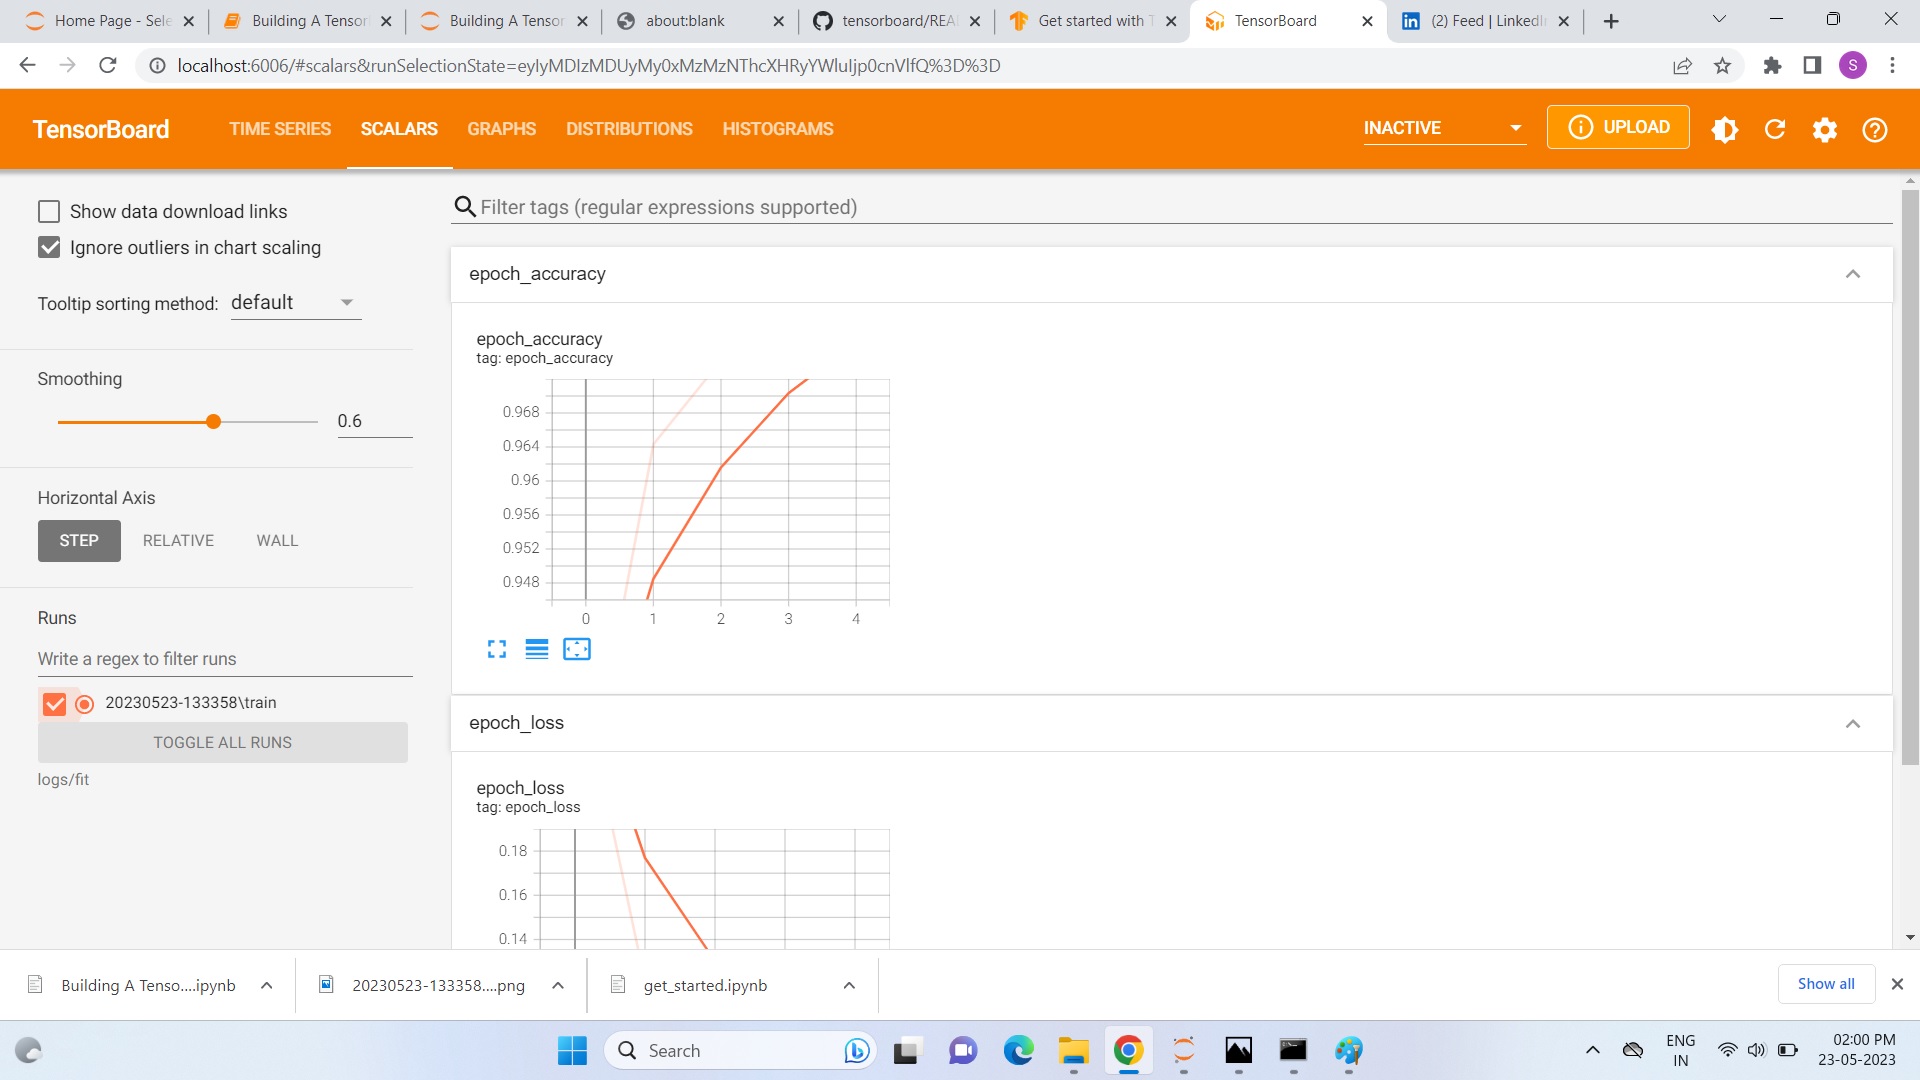 Home Page - Sele
Building A Tensor
Building A Tensor
about:blank
tensorboard/REA
Get started with T
TensorBoard
(2) Feed | LinkedIn
localhost:6006/#scalars&runSelectionState=eyIyMDIzMDUyMy0xMzMzNThcXHRyYWluIjp0cnVlfQ%3D%3D
S
TensorBoard
TIME SERIES
SCALARS
GRAPHS
DISTRIBUTIONS
HISTOGRAMS
INACTIVE
UPLOAD
Show data download links
Ignore outliers in chart scaling
Tooltip sorting method: default
Smoothing
0.6
Horizontal Axis
STEP
RELATIVE
WALL
Runs
Write a regex to filter runs
20230523-133358\train
TOGGLE ALL RUNS
logs/fit
Filter tags (regular expressions supported)
epoch_accuracy
epoch_accuracy
tag: epoch_accuracy
0.968
0.964
0.96
0.956
0.952
0.948
0 1 2 3 4
epoch_loss
epoch_loss
tag: epoch_loss
0.18
0.16
0.14
Building A Tenso....ipynb
20230523-133358....png
get_started.ipynb
Show all
Search
ENG
IN
02:00 PM
23-05-2023